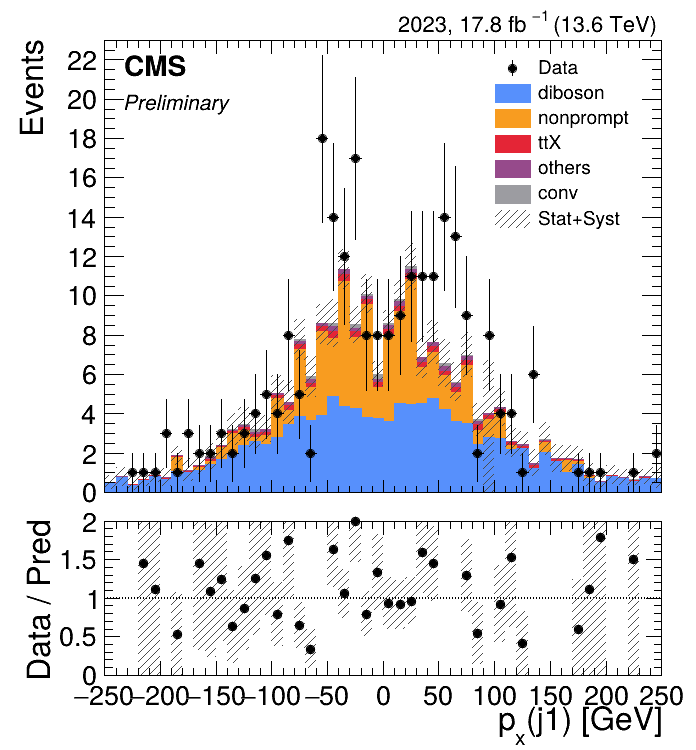 2023, 17.8 fb⁻¹ (13.6 TeV)
Events
CMS
Preliminary
Data
diboson
nonprompt
ttX
others
conv
Stat+Syst
22
20
18
16
14
12
10
8
6
4
2
0
Data / Pred
2
1.5
1
0.5
0
−250 −200 −150 −100 −50 0 50 100 150 200 250
pₓ(j1) [GeV]